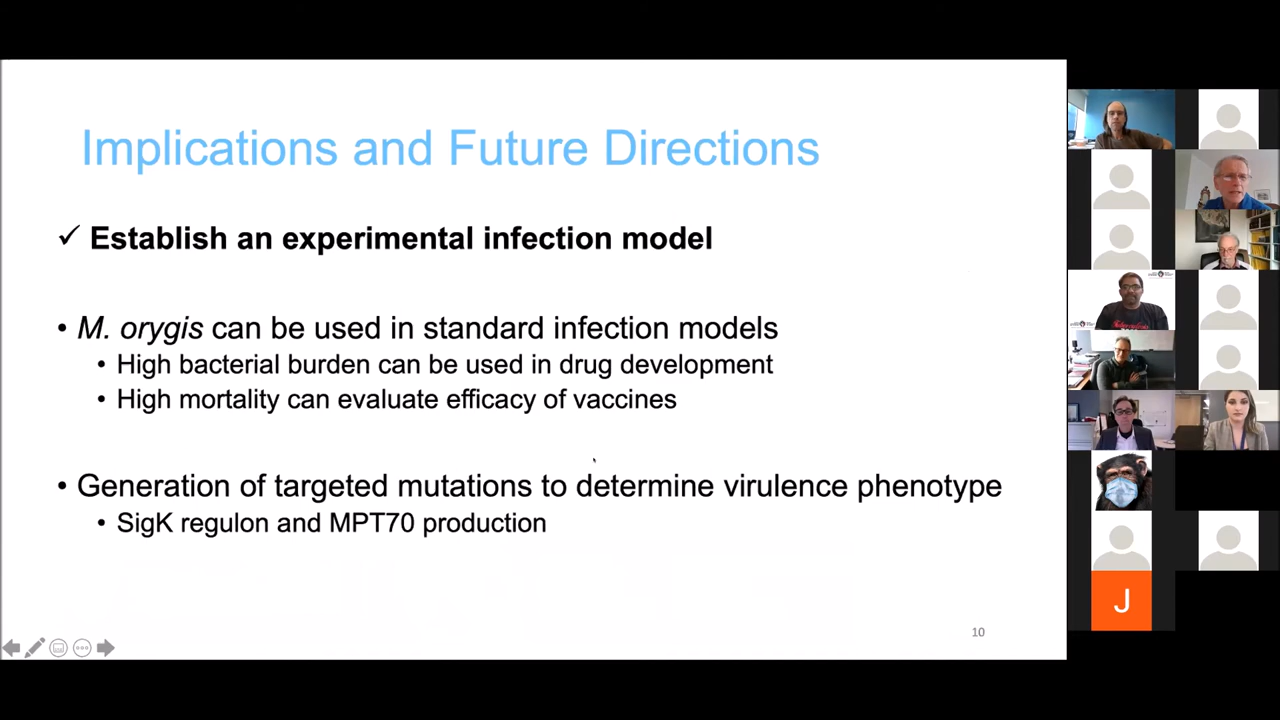 Implications and Future Directions
✓ Establish an experimental infection model
• M. orygis can be used in standard infection models
• High bacterial burden can be used in drug development
• High mortality can evaluate efficacy of vaccines
• Generation of targeted mutations to determine virulence phenotype
• SigK regulon and MPT70 production
10
J